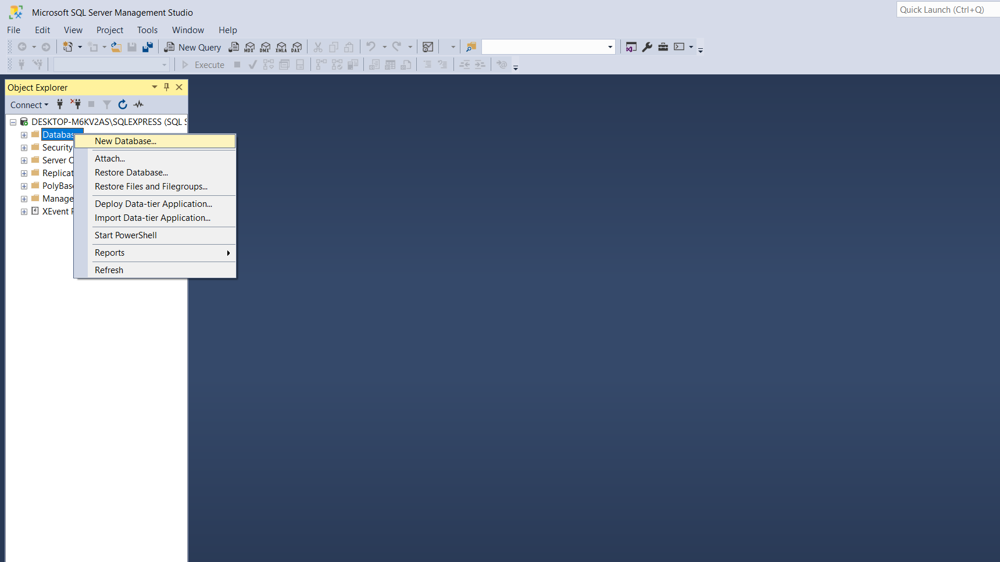 Microsoft SQL Server Management Studio
Quick Launch (Ctrl+Q)
File Edit View Project Tools Window Help
New Query MDX DMX XMLA DAX
Execute
Object Explorer
Connect
DESKTOP-M6KV2AS\SQLEXPRESS (SQL S
Databas
Security
Server O
Replicat
PolyBase
Manage
XEvent P
New Database...
Attach...
Restore Database...
Restore Files and Filegroups...
Deploy Data-tier Application...
Import Data-tier Application...
Start PowerShell
Reports
Refresh